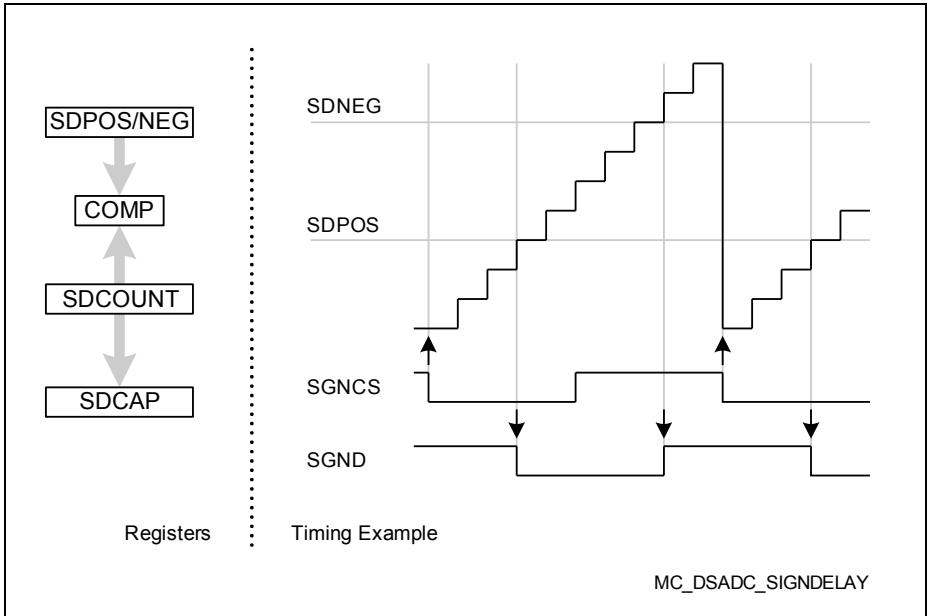 SDPOS/NEG
COMP
SDCOUNT
SDCAP
Registers
SDNEG
SDPOS
SGNCS
SGND
Timing Example
MC_DSADC_SIGNDELAY